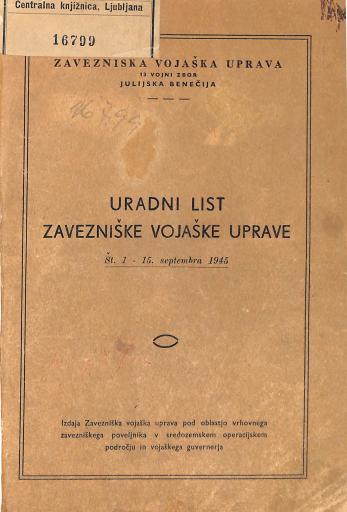 Centralna knjižnica, Ljubljana
16799
ZAVEZNIŠKA VOJAŠKA UPRAVA
13 VOJNI ZBOR
JULIJSKA BENEČIJA
URADNI LIST
ZAVEZNIŠKE VOJAŠKE UPRAVE
Št. 1 - 15. septembra 1945
Izdaja Zavezniška vojaška uprava pod oblastjo vrhovnega
zavezniškega poveljnika v sredozemskem operacijskem
področju in vojaškega guvernerja